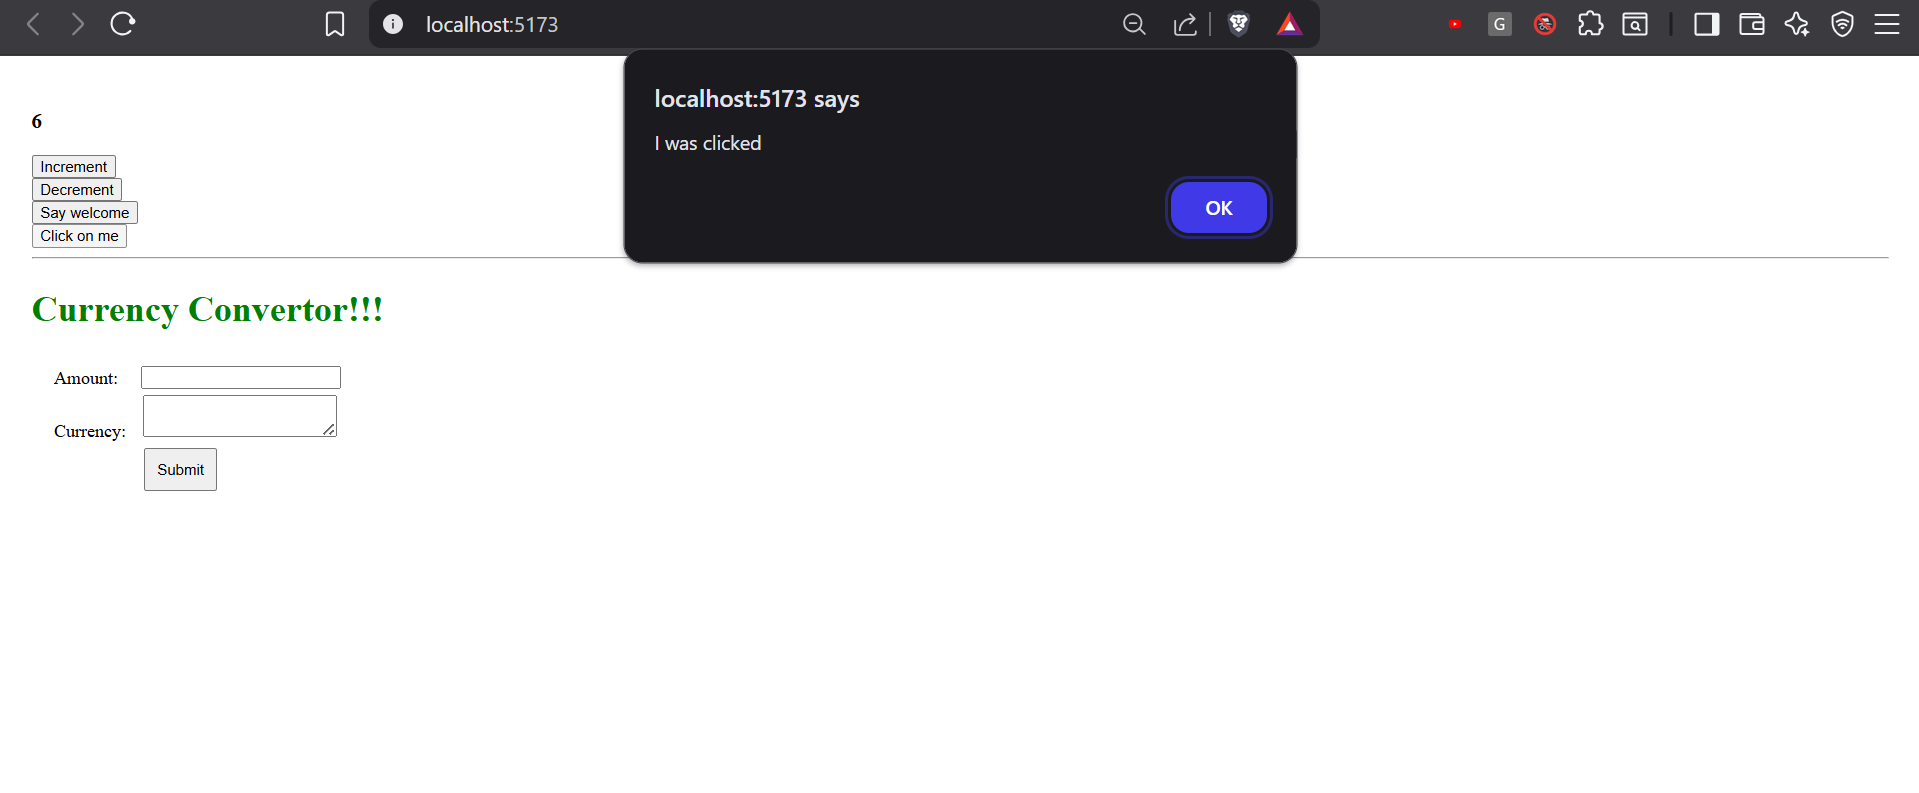 localhost:5173
G
localhost:5173 says
I was clicked
OK
6
Increment
Decrement
Say welcome
Click on me
Currency Convertor!!!
Amount:
Currency:
Submit